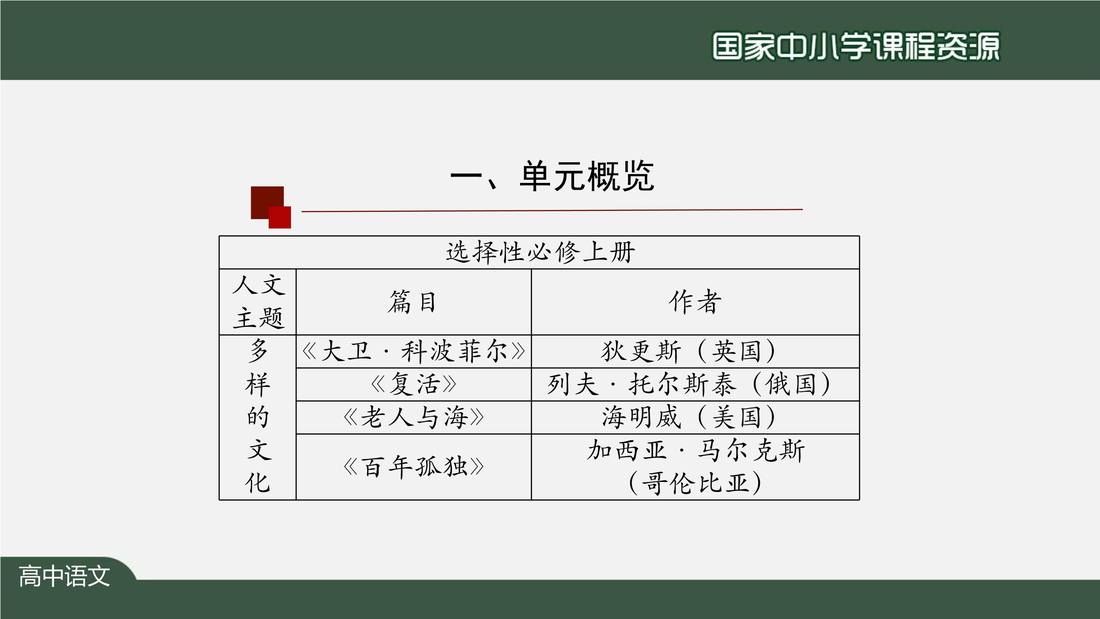 国家中小学课程资源
一、单元概览
选择性必修上册
人文
主题
篇目
作者
多
样
的
文
化
《大卫·科波菲尔》
狄更斯（英国）
《复活》
列夫·托尔斯泰（俄国）
《老人与海》
海明威（美国）
《百年孤独》
加西亚·马尔克斯
（哥伦比亚）
高中语文